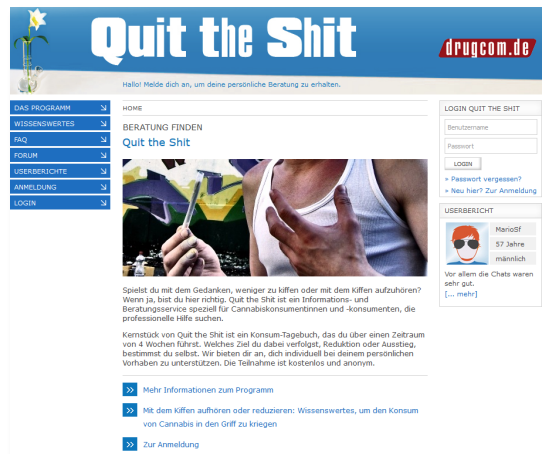 Quit the Shit
drugcom.de
Hallo! Melde dich an, um deine persönliche Beratung zu erhalten.
DAS PROGRAMM
WISSENSWERTES
FAQ
FORUM
USERBERICHTE
ANMELDUNG
LOGIN
HOME
BERATUNG FINDEN
Quit the Shit
Spielst du mit dem Gedanken, weniger zu kiffen oder mit dem Kiffen aufzuhören?
Wenn ja, bist du hier richtig. Quit the Shit ist ein Informations- und
Beratungsservice speziell für Cannabiskonsumentinnen und -konsumenten, die
professionelle Hilfe suchen.
Kernstück von Quit the Shit ist ein Konsum-Tagebuch, das du über einen Zeitraum
von 4 Wochen führst. Welches Ziel du dabei verfolgst, Reduktion oder Ausstieg,
bestimmst du selbst. Wir bieten dir an, dich individuell bei deinem persönlichen
Vorhaben zu unterstützen. Die Teilnahme ist kostenlos und anonym.
» Mehr Informationen zum Programm
» Mit dem Kiffen aufhören oder reduzieren: Wissenswertes, um den Konsum
von Cannabis in den Griff zu kriegen
» Zur Anmeldung
LOGIN QUIT THE SHIT
Benutzername
Passwort
LOGIN
» Passwort vergessen?
» Neu hier? Zur Anmeldung
USERBERICHT
MarioSf
57 Jahre
männlich
Vor allem die Chats waren
sehr gut.
[... mehr]